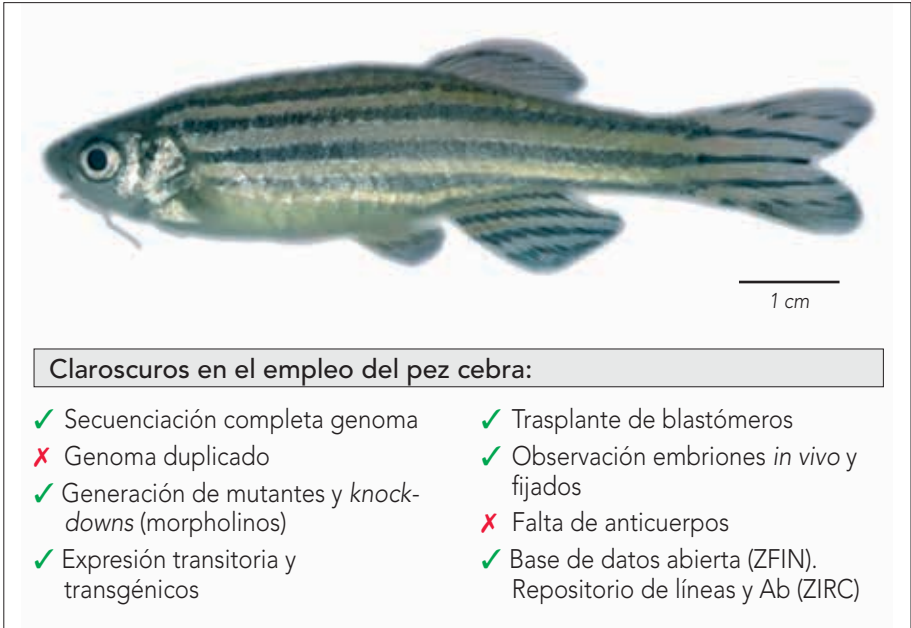 1 cm
Claroscuros en el empleo del pez cebra:
✓ Secuenciación completa genoma
✗ Genoma duplicado
✓ Generación de mutantes y knock-
downs (morpholinos)
✓ Expresión transitoria y
transgénicos
✓ Trasplante de blastómeros
✓ Observación embriones in vivo y
fijados
✗ Falta de anticuerpos
✓ Base de datos abierta (ZFIN).
Repositorio de líneas y Ab (ZIRC)